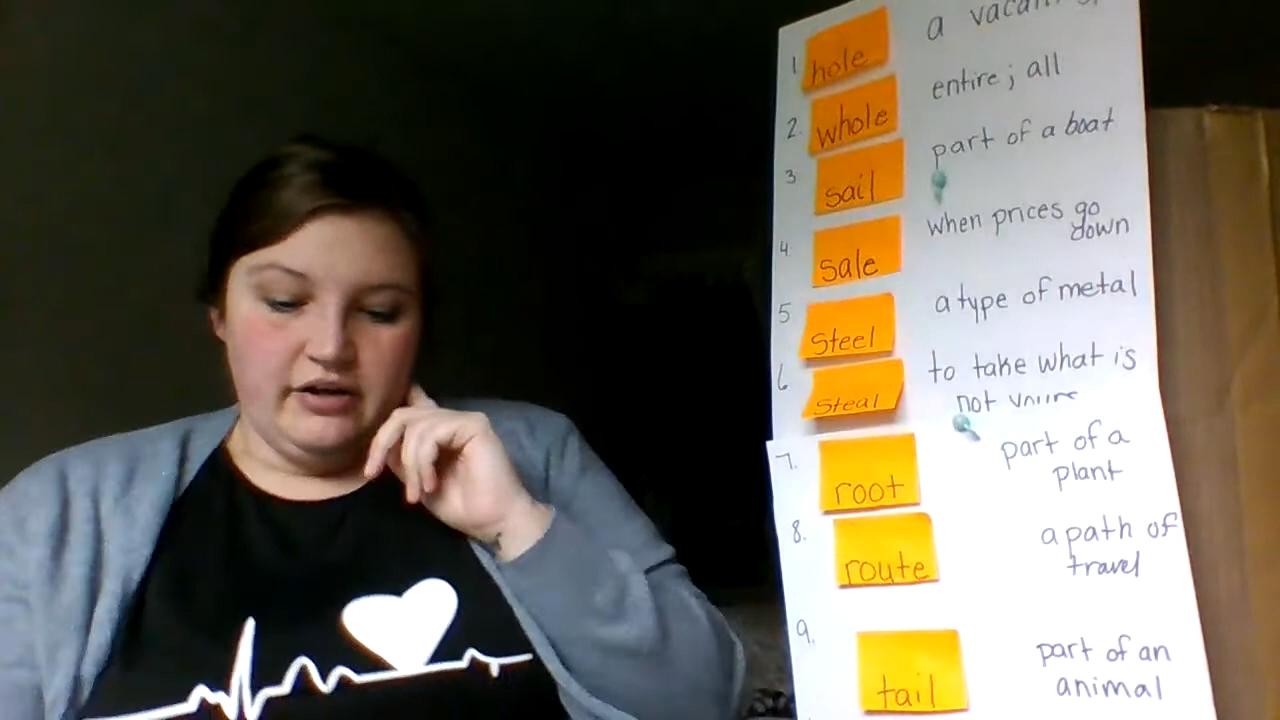 a
1 hole
entire; all
2. whole
part of a boat
3 sail
when prices go
down
4. sale
a type of metal
5 Steel
to take what is
not
6 Steal
part of a
plant
7. root
a path of
travel
8. route
part of an
animal
9. tail